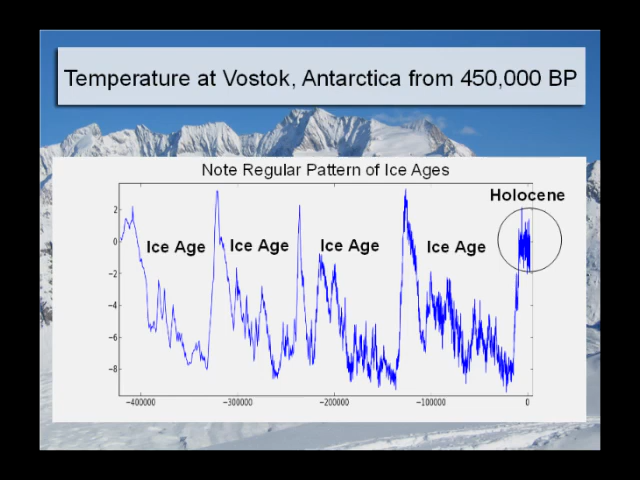 Temperature at Vostok, Antarctica from 450,000 BP
Note Regular Pattern of Ice Ages
Holocene
Ice Age Ice Age Ice Age Ice Age
2
0
−2
−4
−6
−8
−400000 −300000 −200000 −100000 0